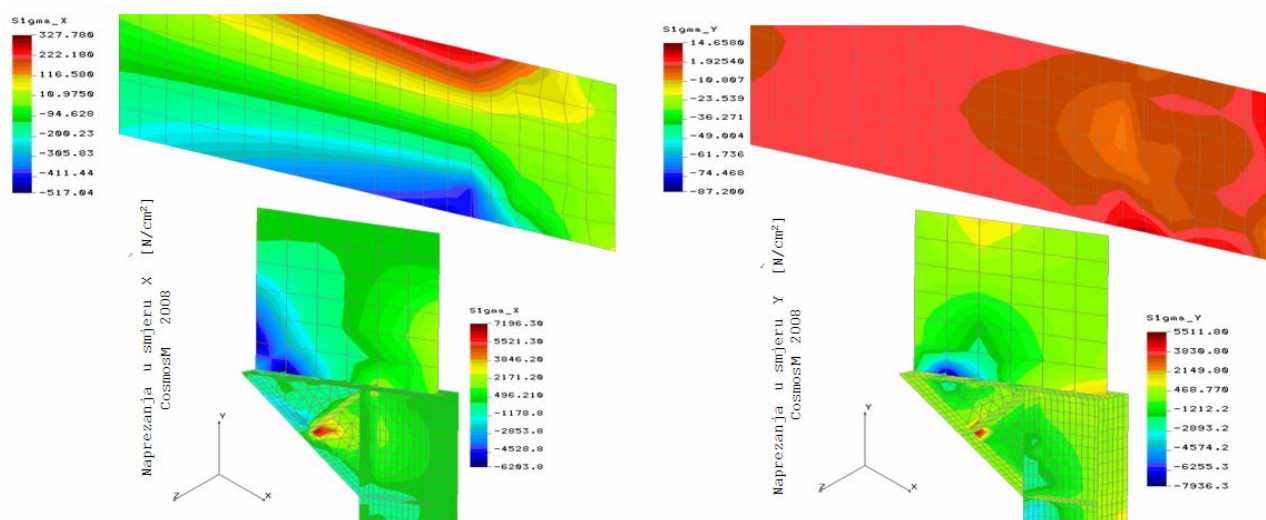 Sigma_X
327.780
222.180
116.580
10.9750
-94.628
-200.23
-305.83
-411.44
-517.04
Naprezanja u smjeru X [N/cm²]
CosmosM 2008
Sigma_X
7196.30
5521.30
3846.20
2171.20
496.210
-1178.8
-2853.8
-4528.8
-6203.8
Y
Z
X
Sigma_Y
14.6580
1.92540
-10.807
-23.539
-36.271
-49.004
-61.736
-74.468
-87.200
Naprezanja u smjeru Y [N/cm²]
CosmosM 2008
Sigma_Y
5511.80
3830.80
2149.80
468.770
-1212.2
-2893.2
-4574.2
-6255.3
-7936.3
Y
Z
X